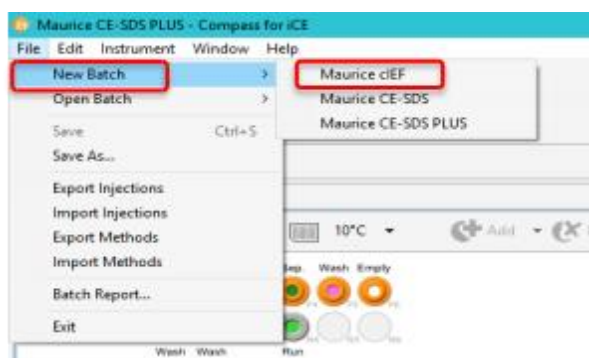 Maurice CE-SDS PLUS - Compass for iCE
File Edit Instrument Window Help
New Batch > Maurice cIEF
Open Batch > Maurice CE-SDS
Maurice CE-SDS PLUS
Save Ctrl+S
Save As...
Export Injections
Import Injections
Export Methods
10°C Add
Import Methods
Sep. Wash Empty
Batch Report...
Exit
Wash Wash Run